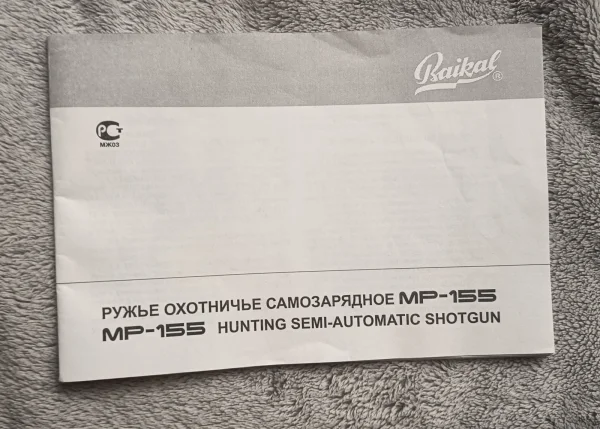 Baikal®
РСТ
МЖ03
РУЖЬЕ ОХОТНИЧЬЕ САМОЗАРЯДНОЕ МР-155
МР-155 HUNTING SEMI-AUTOMATIC SHOTGUN